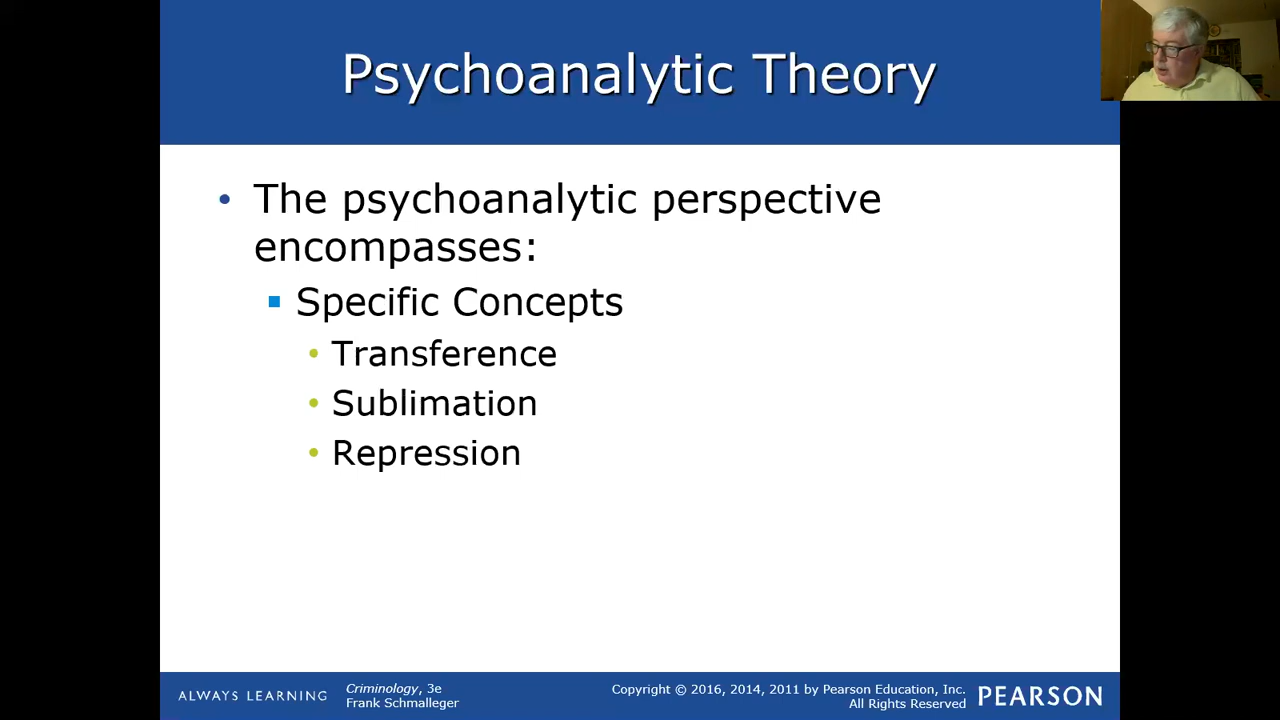 Psychoanalytic Theory
• The psychoanalytic perspective
encompasses:
▪ Specific Concepts
• Transference
• Sublimation
• Repression
ALWAYS LEARNING
Criminology, 3e
Frank Schmalleger
Copyright © 2016, 2014, 2011 by Pearson Education, Inc.
All Rights Reserved
PEARSON